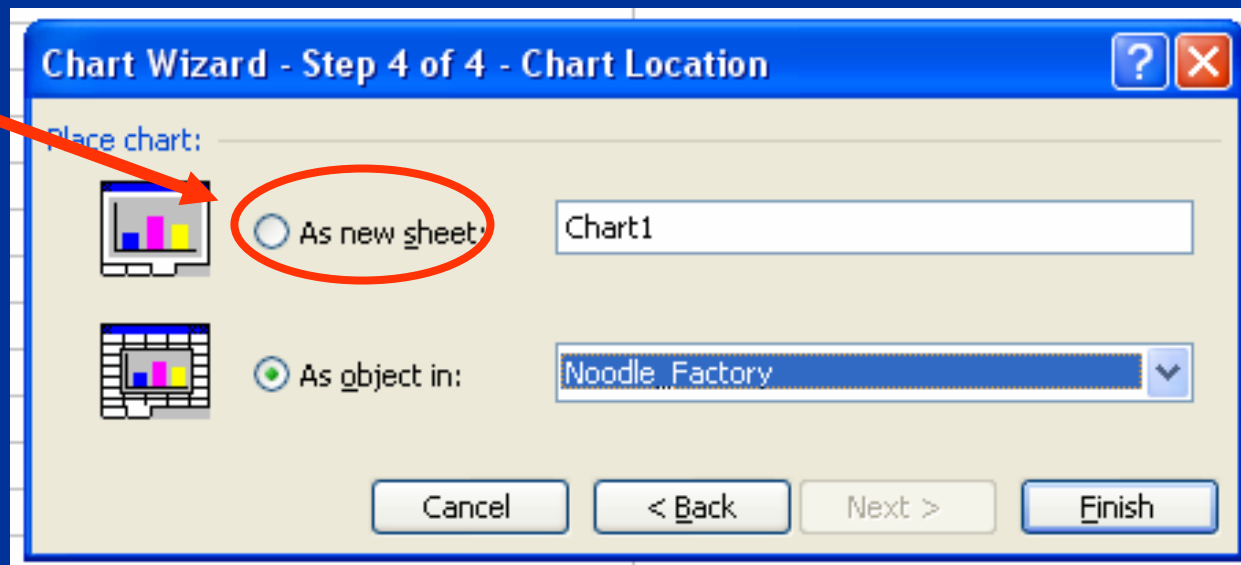 Chart Wizard - Step 4 of 4 - Chart Location
Place chart:
As new sheet: Chart1
As object in: Noodle_Factory
Cancel < Back Next > Finish